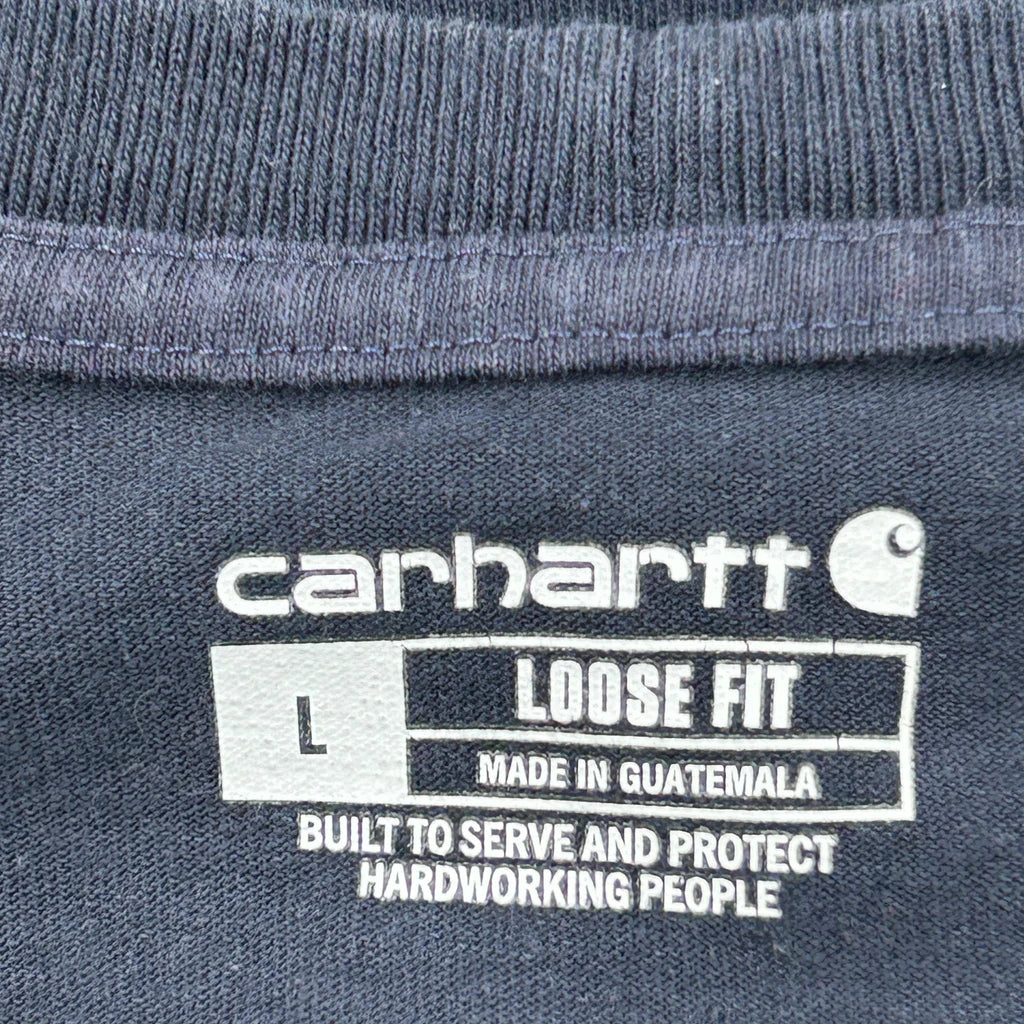 carhartt
L
LOOSE FIT
MADE IN GUATEMALA
BUILT TO SERVE AND PROTECT
HARDWORKING PEOPLE